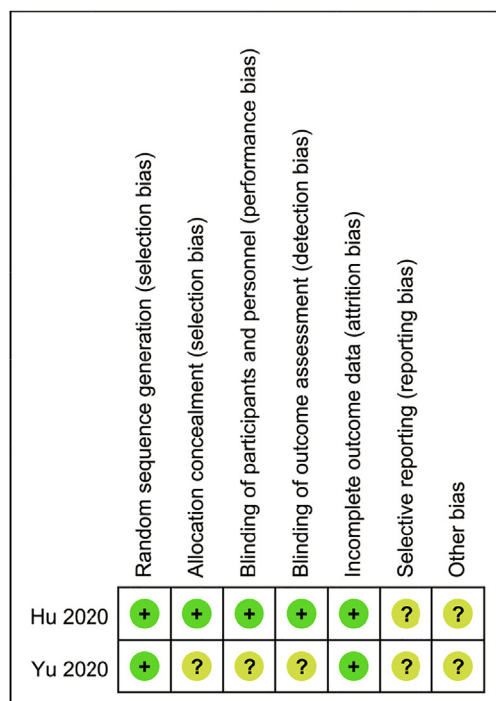 Random sequence generation (selection bias)
Allocation concealment (selection bias)
Blinding of participants and personnel (performance bias)
Blinding of outcome assessment (detection bias)
Incomplete outcome data (attrition bias)
Selective reporting (reporting bias)
Other bias
Hu 2020 + + + + + ? ?
Yu 2020 + ? ? ? + ? ?